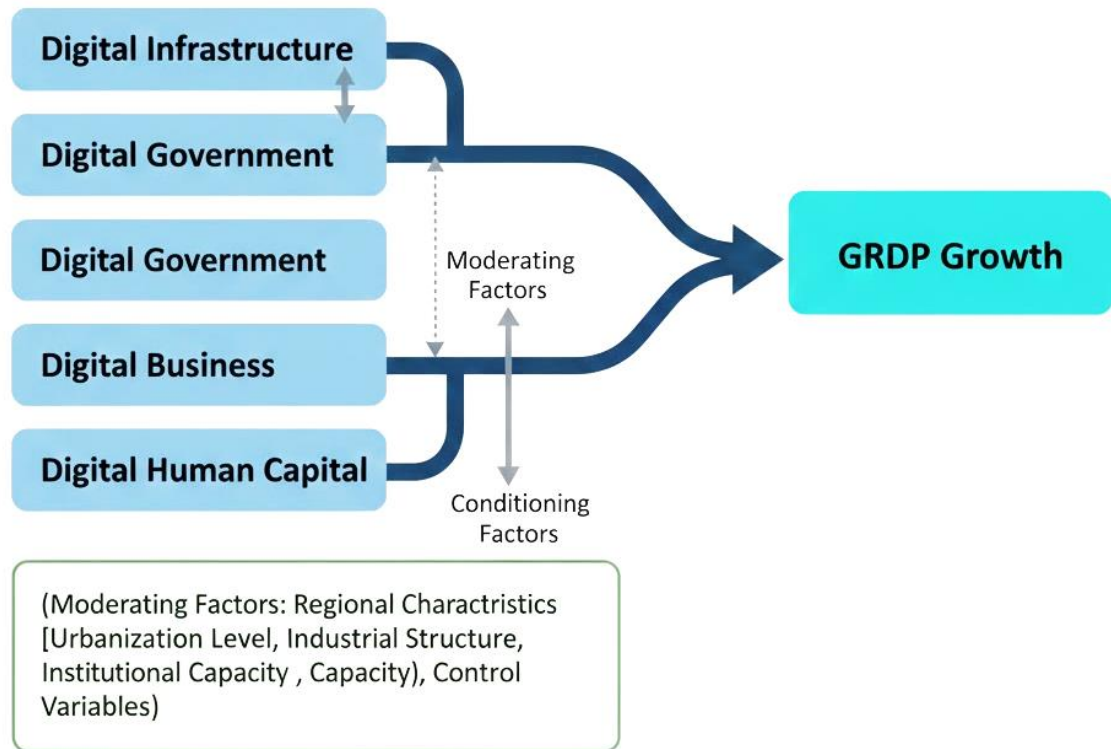 Digital Infrastructure
Digital Government
Digital Government
Digital Business
Digital Human Capital
Moderating
Factors
Conditioning
Factors
GRDP Growth
(Moderating Factors: Regional Charactristics
[Urbanization Level, Industrial Structure,
Institutional Capacity , Capacity), Control
Variables)